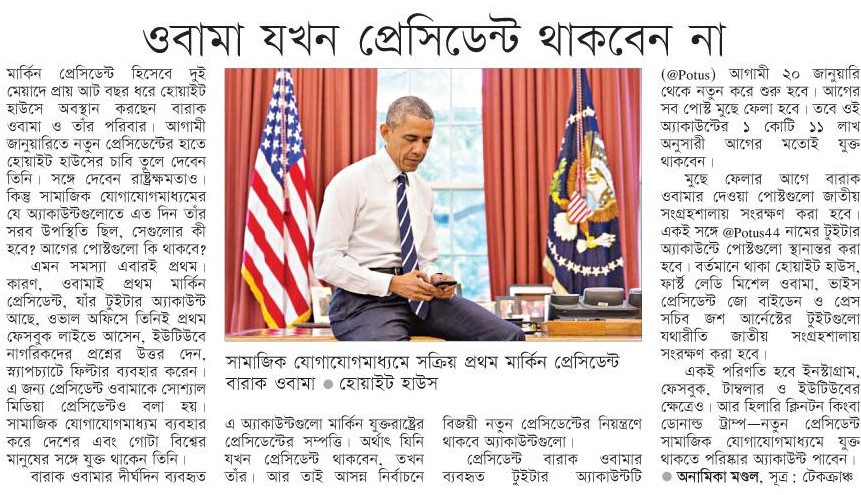 ওবামা যখন প্রেসিডেন্ট থাকবেন না
মার্কিন প্রেসিডেন্ট হিসেবে দুই
মেয়াদে প্রায় আট বছর ধরে হোয়াইট
হাউসে অবস্থান করছেন বারাক
ওবামা ও তাঁর পরিবার। আগামী
জানুয়ারিতে নতুন প্রেসিডেন্টের হাতে
হোয়াইট হাউসের চাবি তুলে দেবেন
তিনি। সঙ্গে দেবেন রাষ্ট্রক্ষমতাও।
কিন্তু সামাজিক যোগাযোগমাধ্যমের
যে অ্যাকাউন্টগুলোতে এত দিন তাঁর
সরব উপস্থিতি ছিল, সেগুলোর কী
হবে? আগের পোস্টগুলো কি থাকবে?
এমন সমস্যা এবারই প্রথম।
কারণ, ওবামাই প্রথম মার্কিন
প্রেসিডেন্ট, যাঁর টুইটার অ্যাকাউন্ট
আছে, ওভাল অফিসে তিনিই প্রথম
ফেসবুক লাইভে আসেন, ইউটিউবে
নাগরিকদের প্রশ্নের উত্তর দেন,
স্ন্যাপচ্যাটে ফিল্টার ব্যবহার করেন।
এ জন্য প্রেসিডেন্ট ওবামাকে সোশ্যাল
মিডিয়া প্রেসিডেন্টও বলা হয়।
সামাজিক যোগাযোগমাধ্যম ব্যবহার
করে দেশের এবং গোটা বিশ্বের
মানুষের সঙ্গে যুক্ত থাকেন তিনি।
বারাক ওবামার দীর্ঘদিন ব্যবহৃত
সামাজিক যোগাযোগমাধ্যমে সক্রিয় প্রথম মার্কিন প্রেসিডেন্ট
বারাক ওবামা ● হোয়াইট হাউস
এ অ্যাকাউন্টগুলো মার্কিন যুক্তরাষ্ট্রের
প্রেসিডেন্টের সম্পত্তি। অর্থাৎ যিনি
যখন প্রেসিডেন্ট থাকবেন, তখন
তাঁর। আর তাই আসন্ন নির্বাচনে
বিজয়ী নতুন প্রেসিডেন্টের নিয়ন্ত্রণে
থাকবে অ্যাকাউন্টগুলো।
প্রেসিডেন্ট বারাক ওবামার
ব্যবহৃত টুইটার অ্যাকাউন্টটি
(@Potus) আগামী ২০ জানুয়ারি
থেকে নতুন করে শুরু হবে। আগের
সব পোস্ট মুছে ফেলা হবে। তবে ওই
অ্যাকাউন্টের ১ কোটি ১১ লাখ
অনুসারী আগের মতোই যুক্ত
থাকবেন।
মুছে ফেলার আগে বারাক
ওবামার দেওয়া পোস্টগুলো জাতীয়
সংগ্রহশালায় সংরক্ষণ করা হবে।
একই সঙ্গে @Potus44 নামের টুইটার
অ্যাকাউন্টে পোস্টগুলো স্থানান্তর করা
হবে। বর্তমানে থাকা হোয়াইট হাউস,
ফার্স্ট লেডি মিশেল ওবামা, ভাইস
প্রেসিডেন্ট জো বাইডেন ও প্রেস
সচিব জশ আর্নেস্টের টুইটগুলো
যথারীতি জাতীয় সংগ্রহশালায়
সংরক্ষণ করা হবে।
একই পরিণতি হবে ইনস্টাগ্রাম,
ফেসবুক, টাম্বলার ও ইউটিউবের
ক্ষেত্রেও। আর হিলারি ক্লিনটন কিংবা
ডোনাল্ড ট্রাম্প—নতুন প্রেসিডেন্ট
সামাজিক যোগাযোগমাধ্যমে যুক্ত
থাকতে পরিষ্কার অ্যাকাউন্ট পাবেন।
● অনামিকা মণ্ডল, সূত্র : টেকক্রাঞ্চ